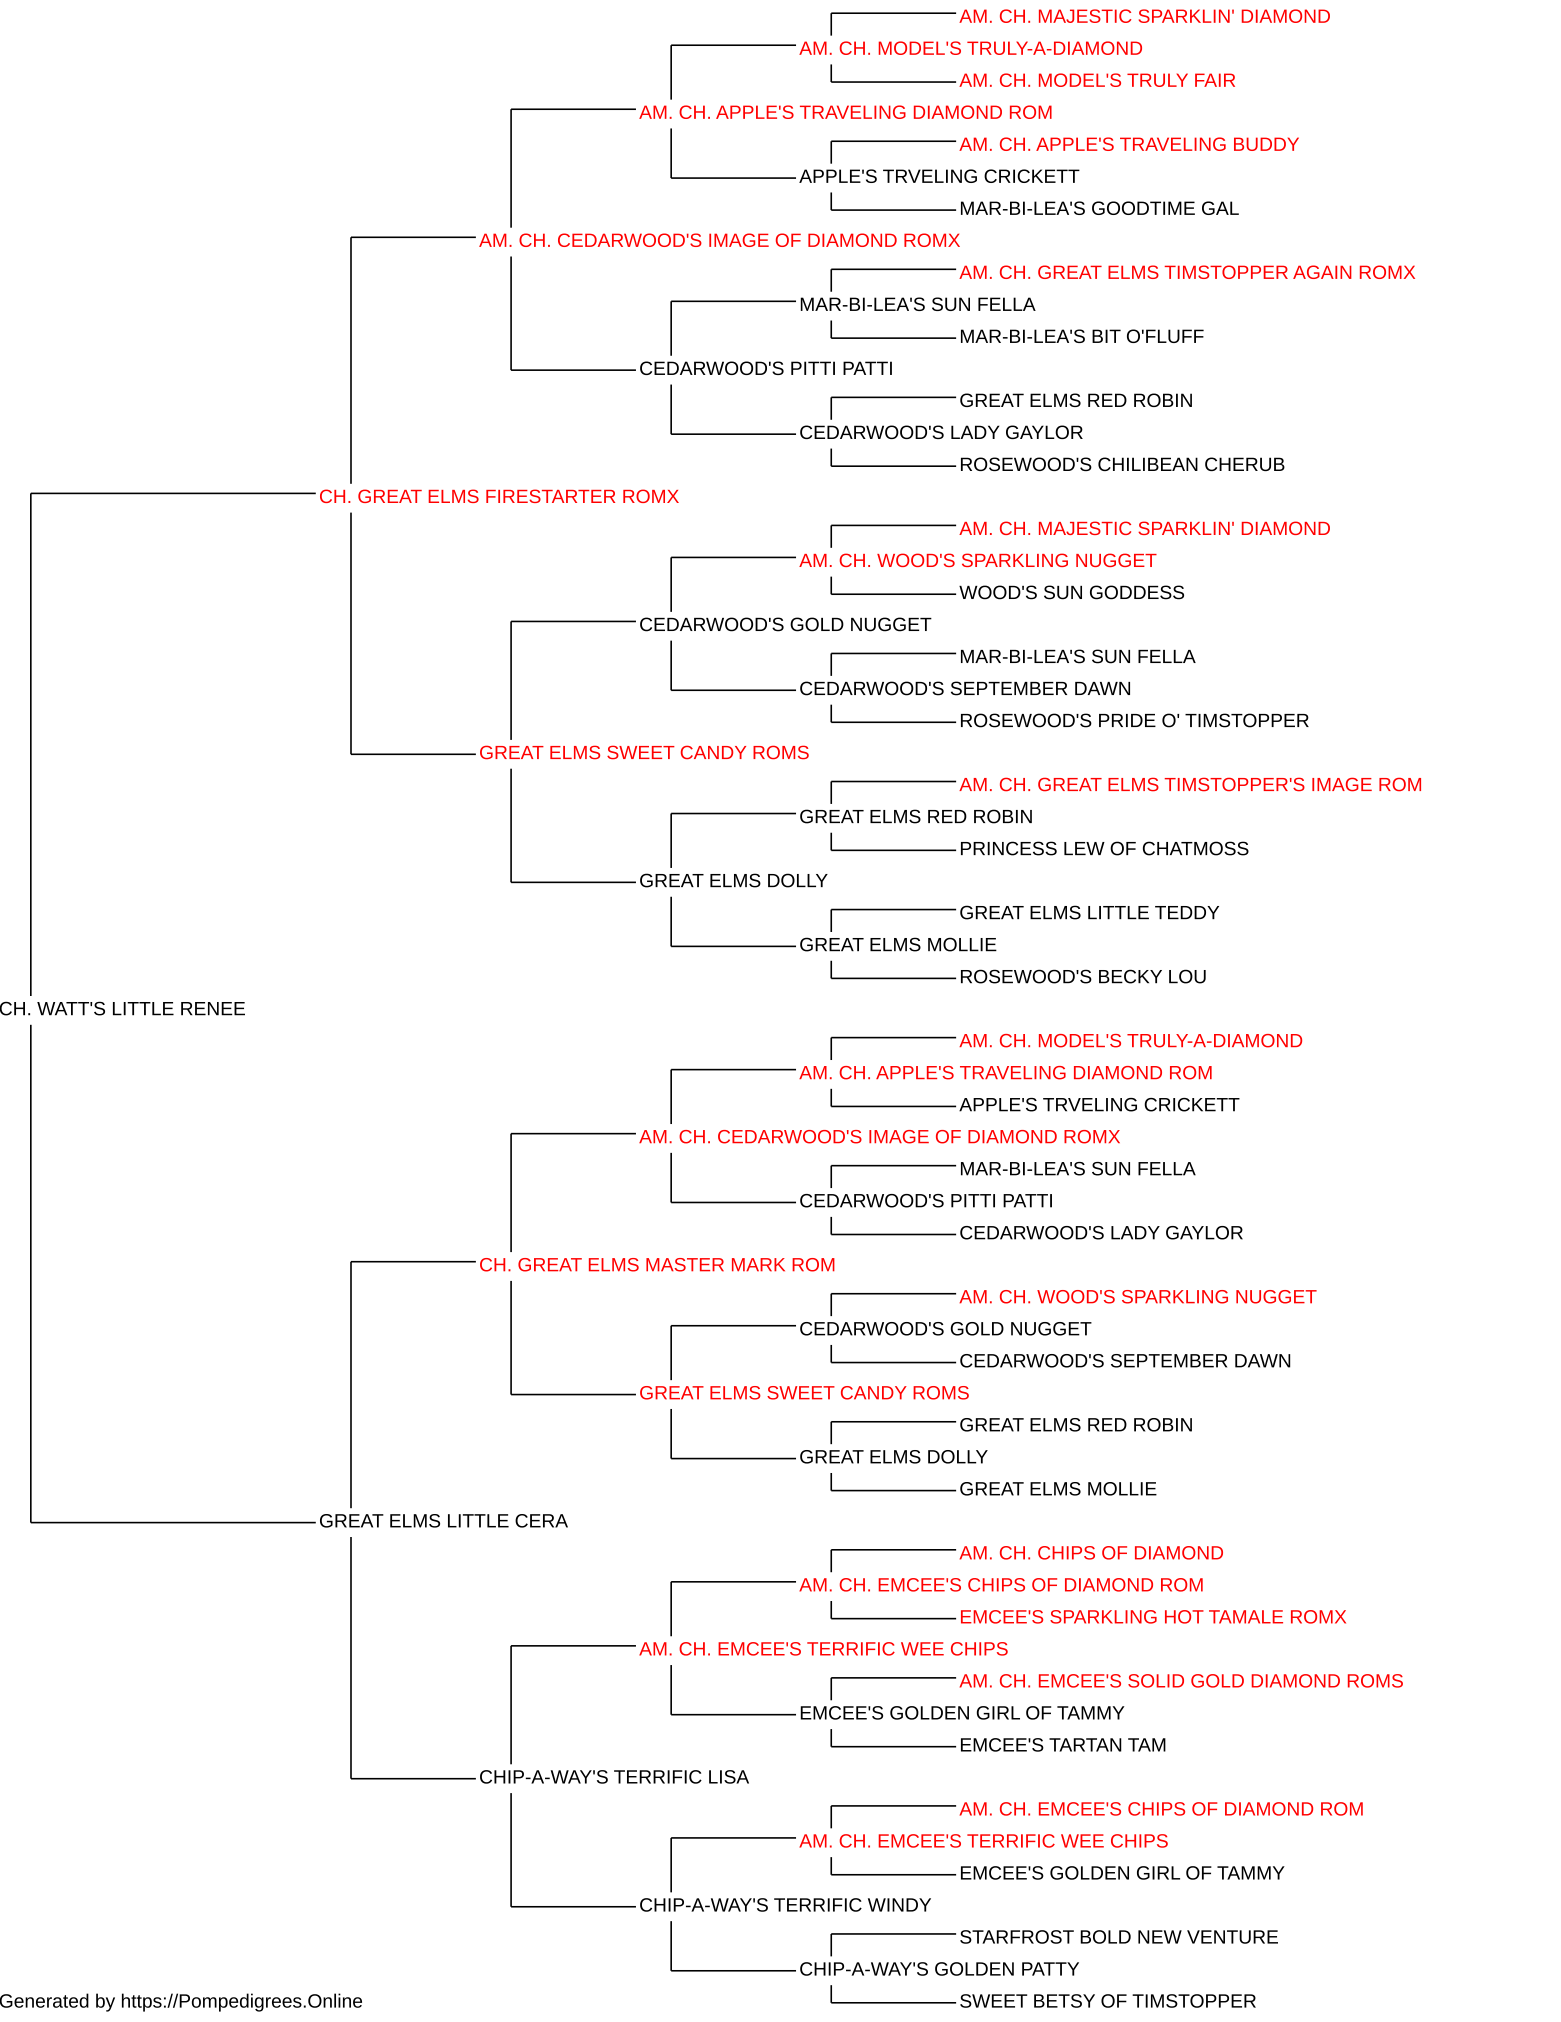 AM. CH. MAJESTIC SPARKLIN' DIAMOND
AM. CH. MODEL'S TRULY-A-DIAMOND
AM. CH. MODEL'S TRULY FAIR
AM. CH. APPLE'S TRAVELING DIAMOND ROM
AM. CH. APPLE'S TRAVELING BUDDY
APPLE'S TRVELING CRICKETT
MAR-BI-LEA'S GOODTIME GAL
AM. CH. CEDARWOOD'S IMAGE OF DIAMOND ROMX
AM. CH. GREAT ELMS TIMSTOPPER AGAIN ROMX
MAR-BI-LEA'S SUN FELLA
MAR-BI-LEA'S BIT O'FLUFF
CEDARWOOD'S PITTI PATTI
GREAT ELMS RED ROBIN
CEDARWOOD'S LADY GAYLOR
ROSEWOOD'S CHILIBEAN CHERUB
CH. GREAT ELMS FIRESTARTER ROMX
AM. CH. MAJESTIC SPARKLIN' DIAMOND
AM. CH. WOOD'S SPARKLING NUGGET
WOOD'S SUN GODDESS
CEDARWOOD'S GOLD NUGGET
MAR-BI-LEA'S SUN FELLA
CEDARWOOD'S SEPTEMBER DAWN
ROSEWOOD'S PRIDE O' TIMSTOPPER
GREAT ELMS SWEET CANDY ROMS
AM. CH. GREAT ELMS TIMSTOPPER'S IMAGE ROM
GREAT ELMS RED ROBIN
PRINCESS LEW OF CHATMOSS
GREAT ELMS DOLLY
GREAT ELMS LITTLE TEDDY
GREAT ELMS MOLLIE
ROSEWOOD'S BECKY LOU
CH. WATT'S LITTLE RENEE
AM. CH. MODEL'S TRULY-A-DIAMOND
AM. CH. APPLE'S TRAVELING DIAMOND ROM
APPLE'S TRVELING CRICKETT
AM. CH. CEDARWOOD'S IMAGE OF DIAMOND ROMX
MAR-BI-LEA'S SUN FELLA
CEDARWOOD'S PITTI PATTI
CEDARWOOD'S LADY GAYLOR
CH. GREAT ELMS MASTER MARK ROM
AM. CH. WOOD'S SPARKLING NUGGET
CEDARWOOD'S GOLD NUGGET
CEDARWOOD'S SEPTEMBER DAWN
GREAT ELMS SWEET CANDY ROMS
GREAT ELMS RED ROBIN
GREAT ELMS DOLLY
GREAT ELMS MOLLIE
GREAT ELMS LITTLE CERA
AM. CH. CHIPS OF DIAMOND
AM. CH. EMCEE'S CHIPS OF DIAMOND ROM
EMCEE'S SPARKLING HOT TAMALE ROMX
AM. CH. EMCEE'S TERRIFIC WEE CHIPS
AM. CH. EMCEE'S SOLID GOLD DIAMOND ROMS
EMCEE'S GOLDEN GIRL OF TAMMY
EMCEE'S TARTAN TAM
CHIP-A-WAY'S TERRIFIC LISA
AM. CH. EMCEE'S CHIPS OF DIAMOND ROM
AM. CH. EMCEE'S TERRIFIC WEE CHIPS
EMCEE'S GOLDEN GIRL OF TAMMY
CHIP-A-WAY'S TERRIFIC WINDY
STARFROST BOLD NEW VENTURE
CHIP-A-WAY'S GOLDEN PATTY
SWEET BETSY OF TIMSTOPPER
Generated by https://Pompedigrees.Online